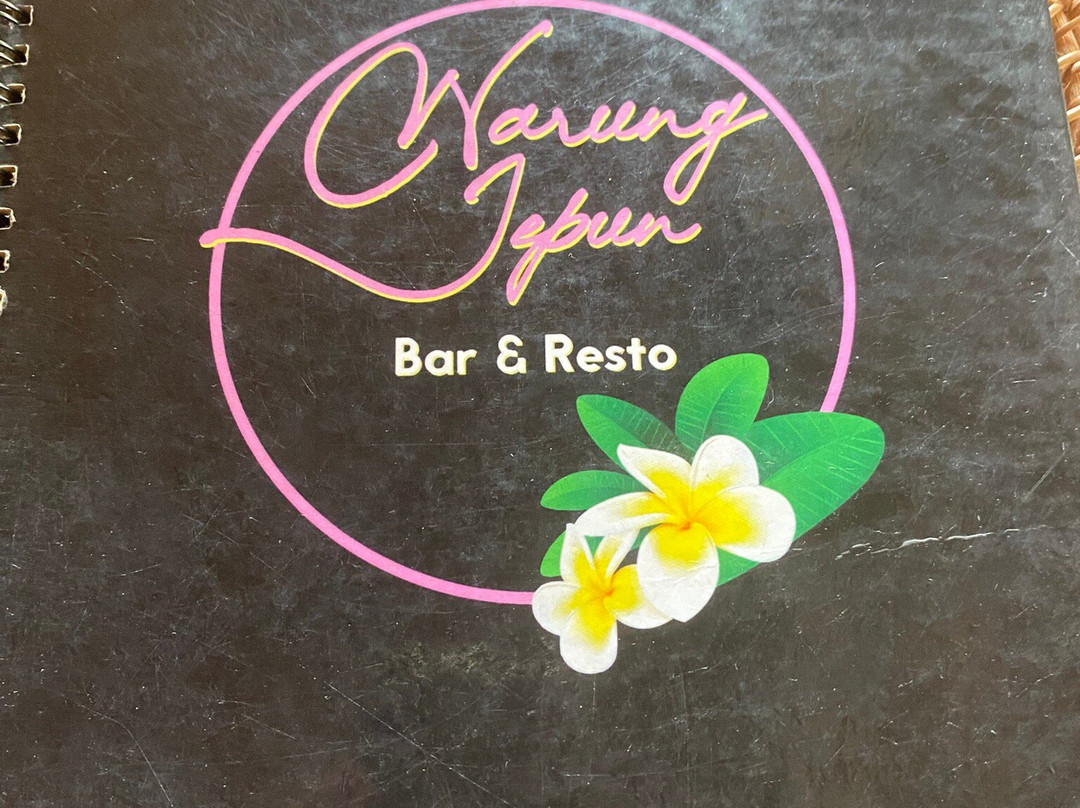 Warung
Jepun
Bar & Resto